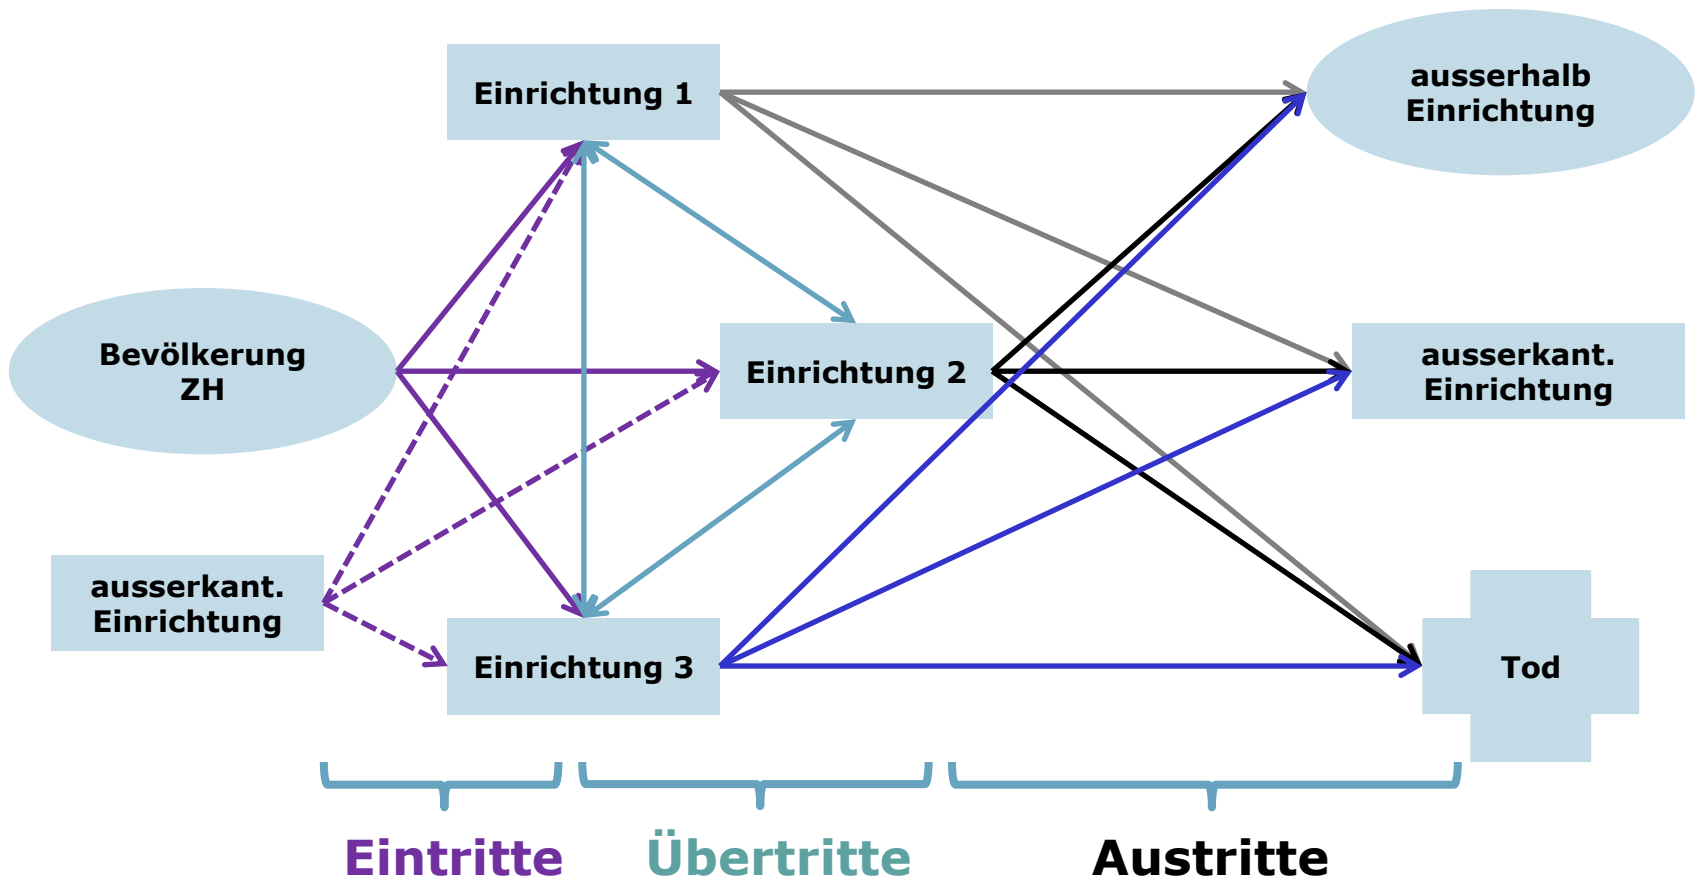 Einrichtung 1
ausserhalb
Einrichtung
Bevölkerung
ZH
Einrichtung 2
ausserkant.
Einrichtung
ausserkant.
Einrichtung
Einrichtung 3
Tod
Eintritte
Übertritte
Austritte